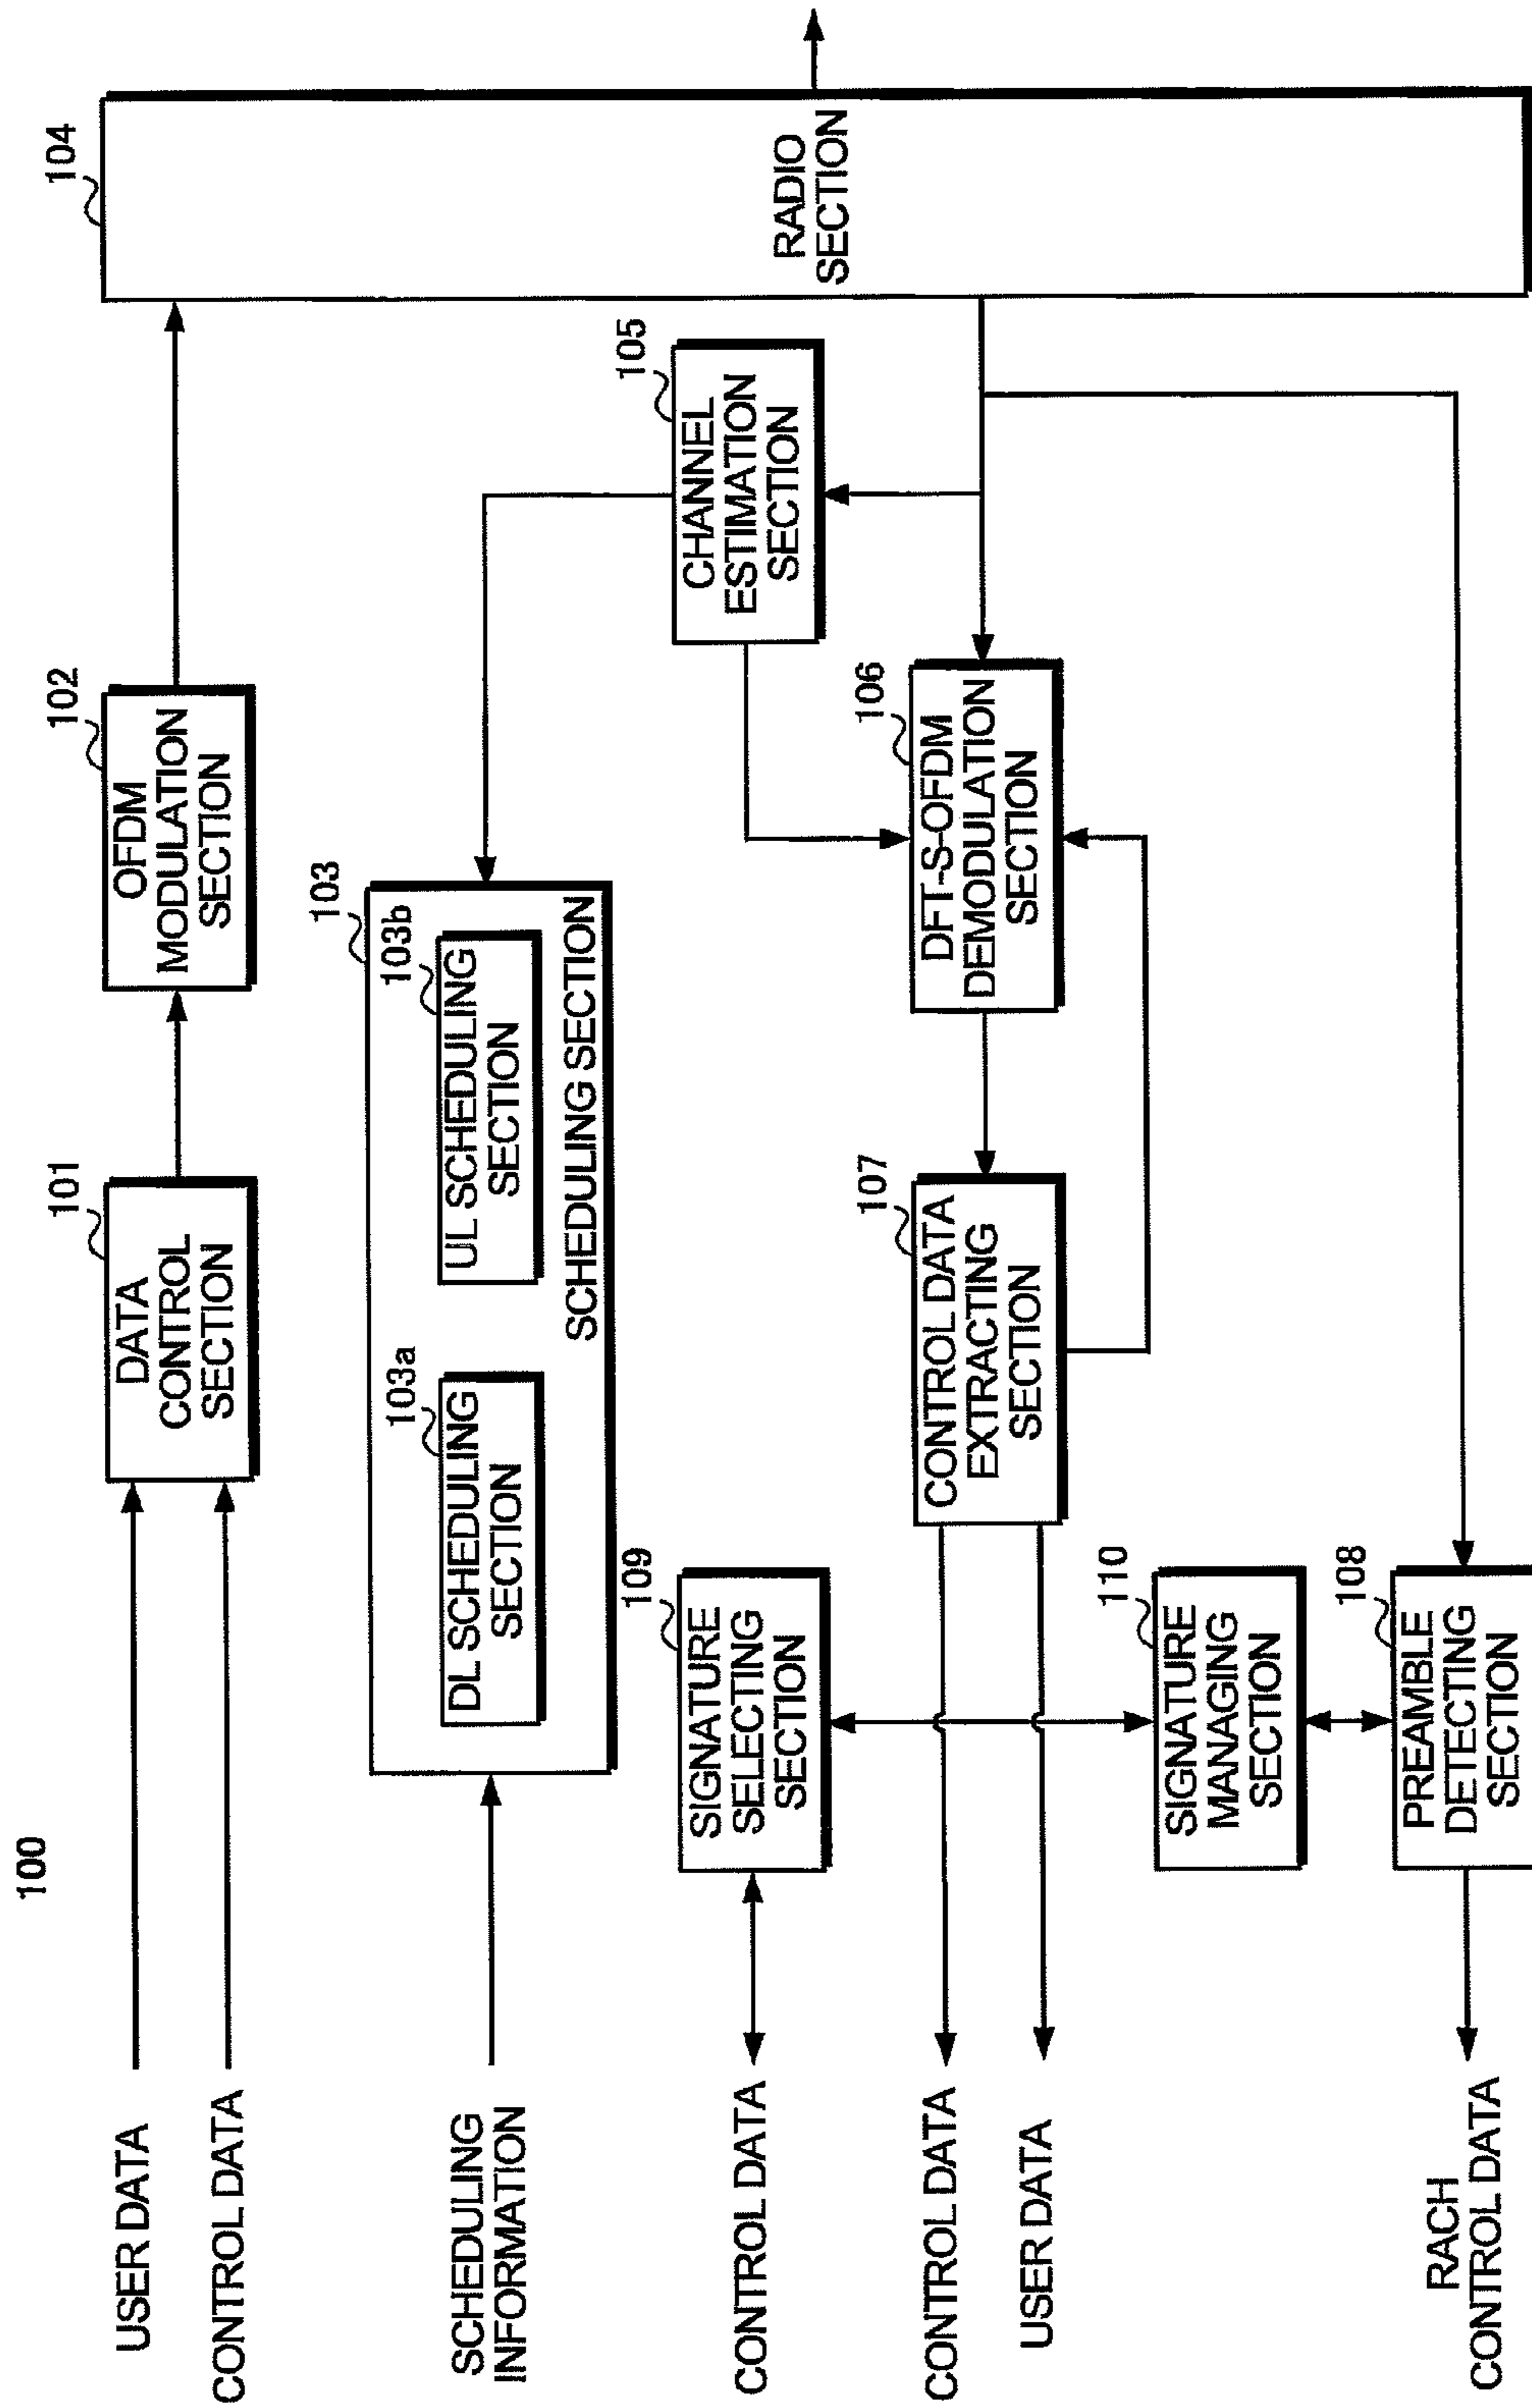 100
USER DATA
CONTROL DATA
101
DATA
CONTROL
SECTION
102
OFDM
MODULATION
SECTION
104
RADIO
SECTION
SCHEDULING
INFORMATION
103
103a
DL SCHEDULING
SECTION
103b
UL SCHEDULING
SECTION
SCHEDULING SECTION
105
CHANNEL
ESTIMATION
SECTION
CONTROL DATA
109
SIGNATURE
SELECTING
SECTION
CONTROL DATA
USER DATA
107
CONTROL DATA
EXTRACTING
SECTION
106
DFT-S-OFDM
DEMODULATION
SECTION
110
SIGNATURE
MANAGING
SECTION
108
PREAMBLE
DETECTING
SECTION
RACH
CONTROL DATA